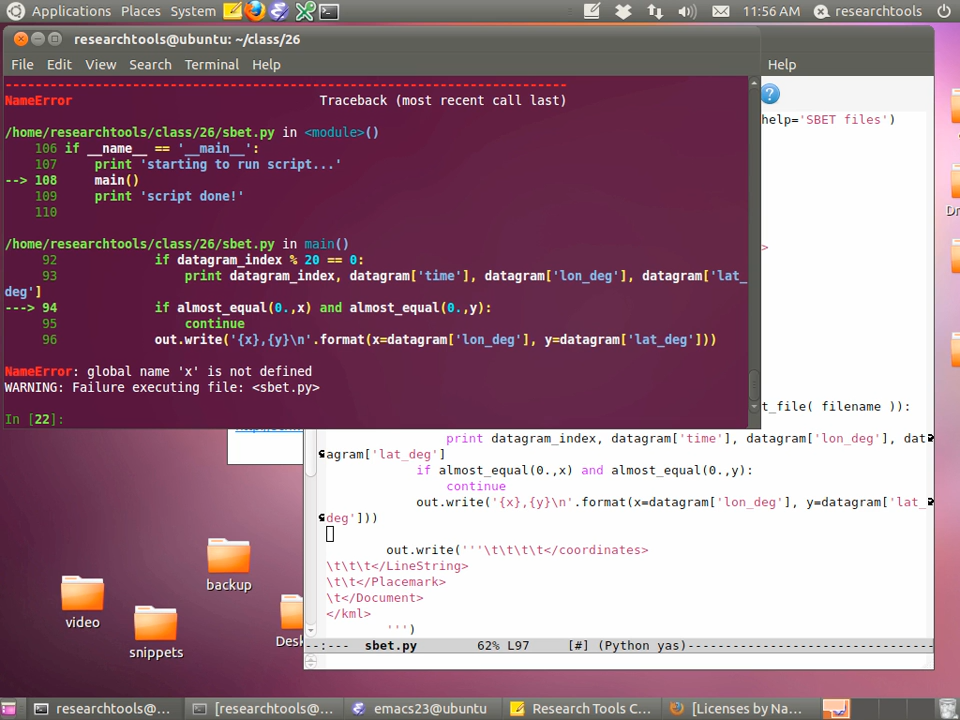 Applications Places System 11:56 AM researchtools
researchtools@ubuntu: ~/class/26
File Edit View Search Terminal Help
--------------------------------------------------------------------------
NameError Traceback (most recent call last)
/home/researchtools/class/26/sbet.py in <module>()
106 if __name__ == '__main__':
107 print 'starting to run script...'
--> 108 main()
109 print 'script done!'
110
/home/researchtools/class/26/sbet.py in main()
92 if datagram_index % 20 == 0:
93 print datagram_index, datagram['time'], datagram['lon_deg'], datagram['lat_
deg']
---> 94 if almost_equal(0.,x) and almost_equal(0.,y):
95 continue
96 out.write('{x},{y}\n'.format(x=datagram['lon_deg'], y=datagram['lat_deg']))
NameError: global name 'x' is not defined
WARNING: Failure executing file: <sbet.py>
In [22]:
Help
help='SBET files')
>
t_file( filename )):
print datagram_index, datagram['time'], datagram['lon_deg'], dat
agram['lat_deg']
if almost_equal(0.,x) and almost_equal(0.,y):
continue
out.write('{x},{y}\n'.format(x=datagram['lon_deg'], y=datagram['lat_
deg']))
out.write('''\t\t\t\t</coordinates>
\t\t\t</LineString>
\t\t</Placemark>
\t</Document>
</kml>
''')
--:--- sbet.py 62% L97 [#] (Python yas)---------------------------------
backup
video
snippets
Desk
Dr
researchtools@... [researchtools@... emacs23@ubuntu Research Tools C... [Licenses by Na...